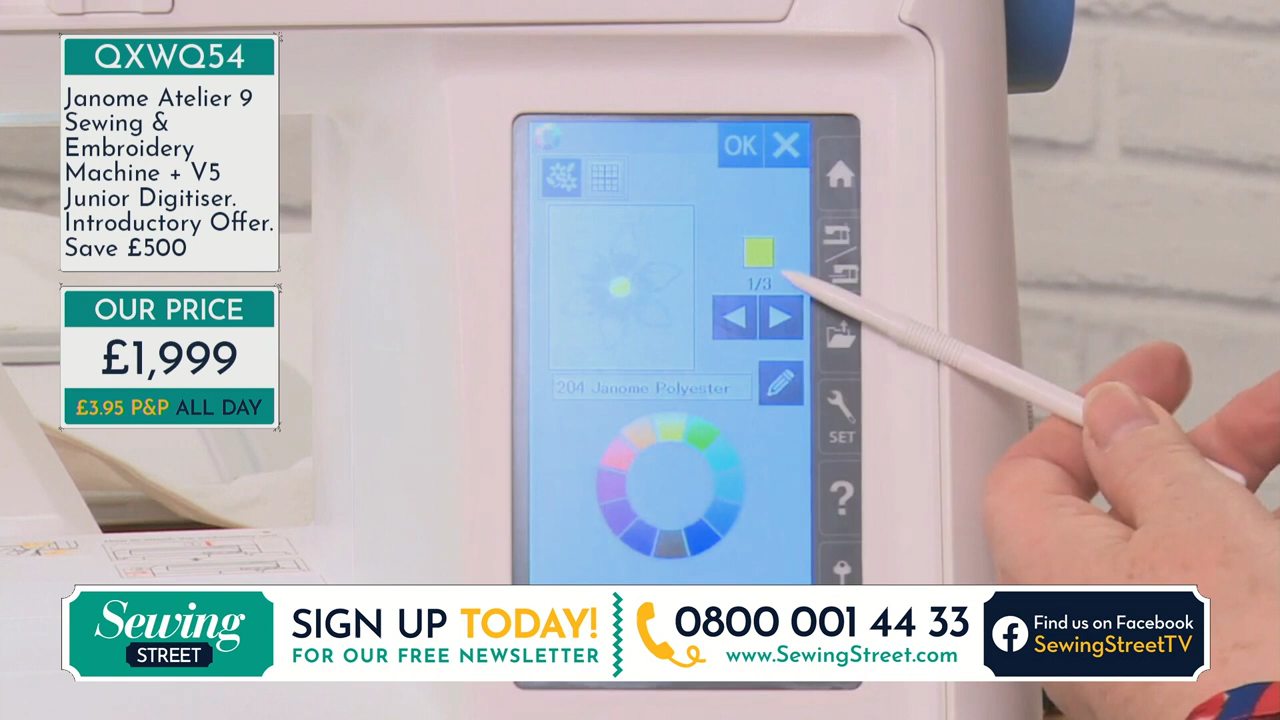 QXWQ54
Janome Atelier 9
Sewing &
Embroidery
Machine + V5
Junior Digitiser.
Introductory Offer.
Save £500
OUR PRICE
£1,999
£3.95 P&P ALL DAY
OK
1/3
204 Janome Polyester
SET
?
Sewing
STREET
SIGN UP TODAY!
FOR OUR FREE NEWSLETTER
0800 001 44 33
www.SewingStreet.com
Find us on Facebook
SewingStreetTV